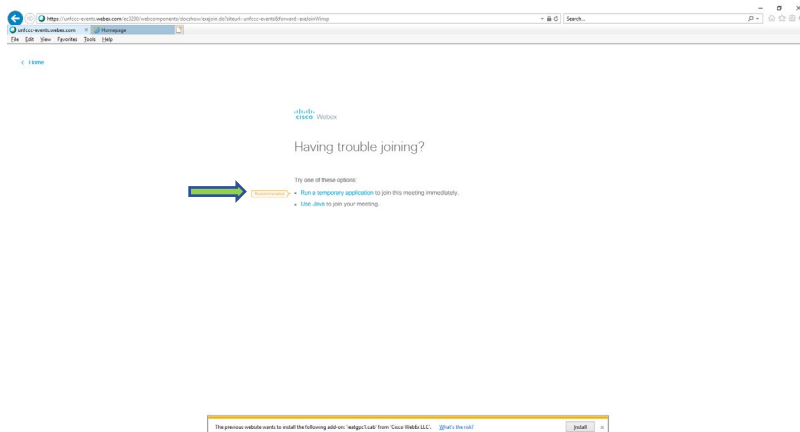 https://unfccc-events.webex.com/ec3200/webcomponents/docshow/exejoin.do?siteurl=unfccc-events&forward=exeJoinWinup
Search...
unfccc-events.webex.com
Homepage
File Edit View Favorites Tools Help
< Home
CISCO Webex
Having trouble joining?
Try one of these options:
Recommended
• Run a temporary application to join this meeting immediately.
• Use Java to join your meeting.
The previous website wants to install the following add-on: 'ieatgpc1.cab' from 'Cisco WebEx LLC'. What's the risk? Install ×